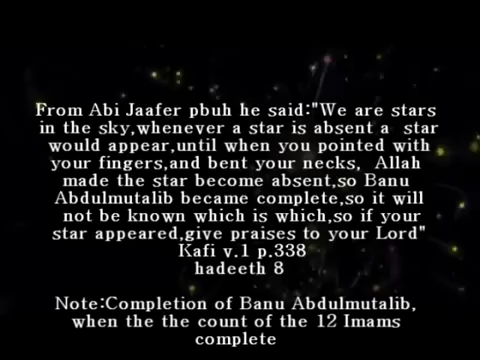 From Abi Jaafer pbuh he said:"We are stars
in the sky,whenever a star is absent a star
would appear,until when you pointed with
your fingers,and bent your necks, Allah
made the star become absent,so Banu
Abdulmutalib became complete,so it will
not be known which is which,so if your
star appeared,give praises to your Lord"
Kafi v.1 p.338
hadeeth 8
Note:Completion of Banu Abdulmutalib,
when the the count of the 12 Imams
complete